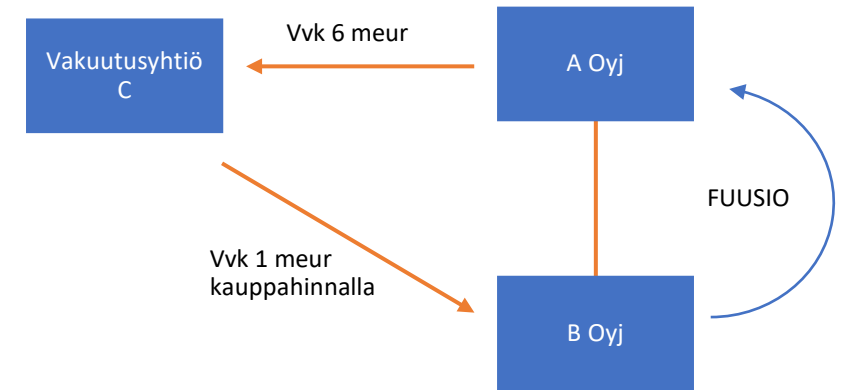 Vvk 6 meur
Vakuutusyhtiö
C
A Oyj
FUUSIO
Vvk 1 meur
kauppahinnalla
B Oyj